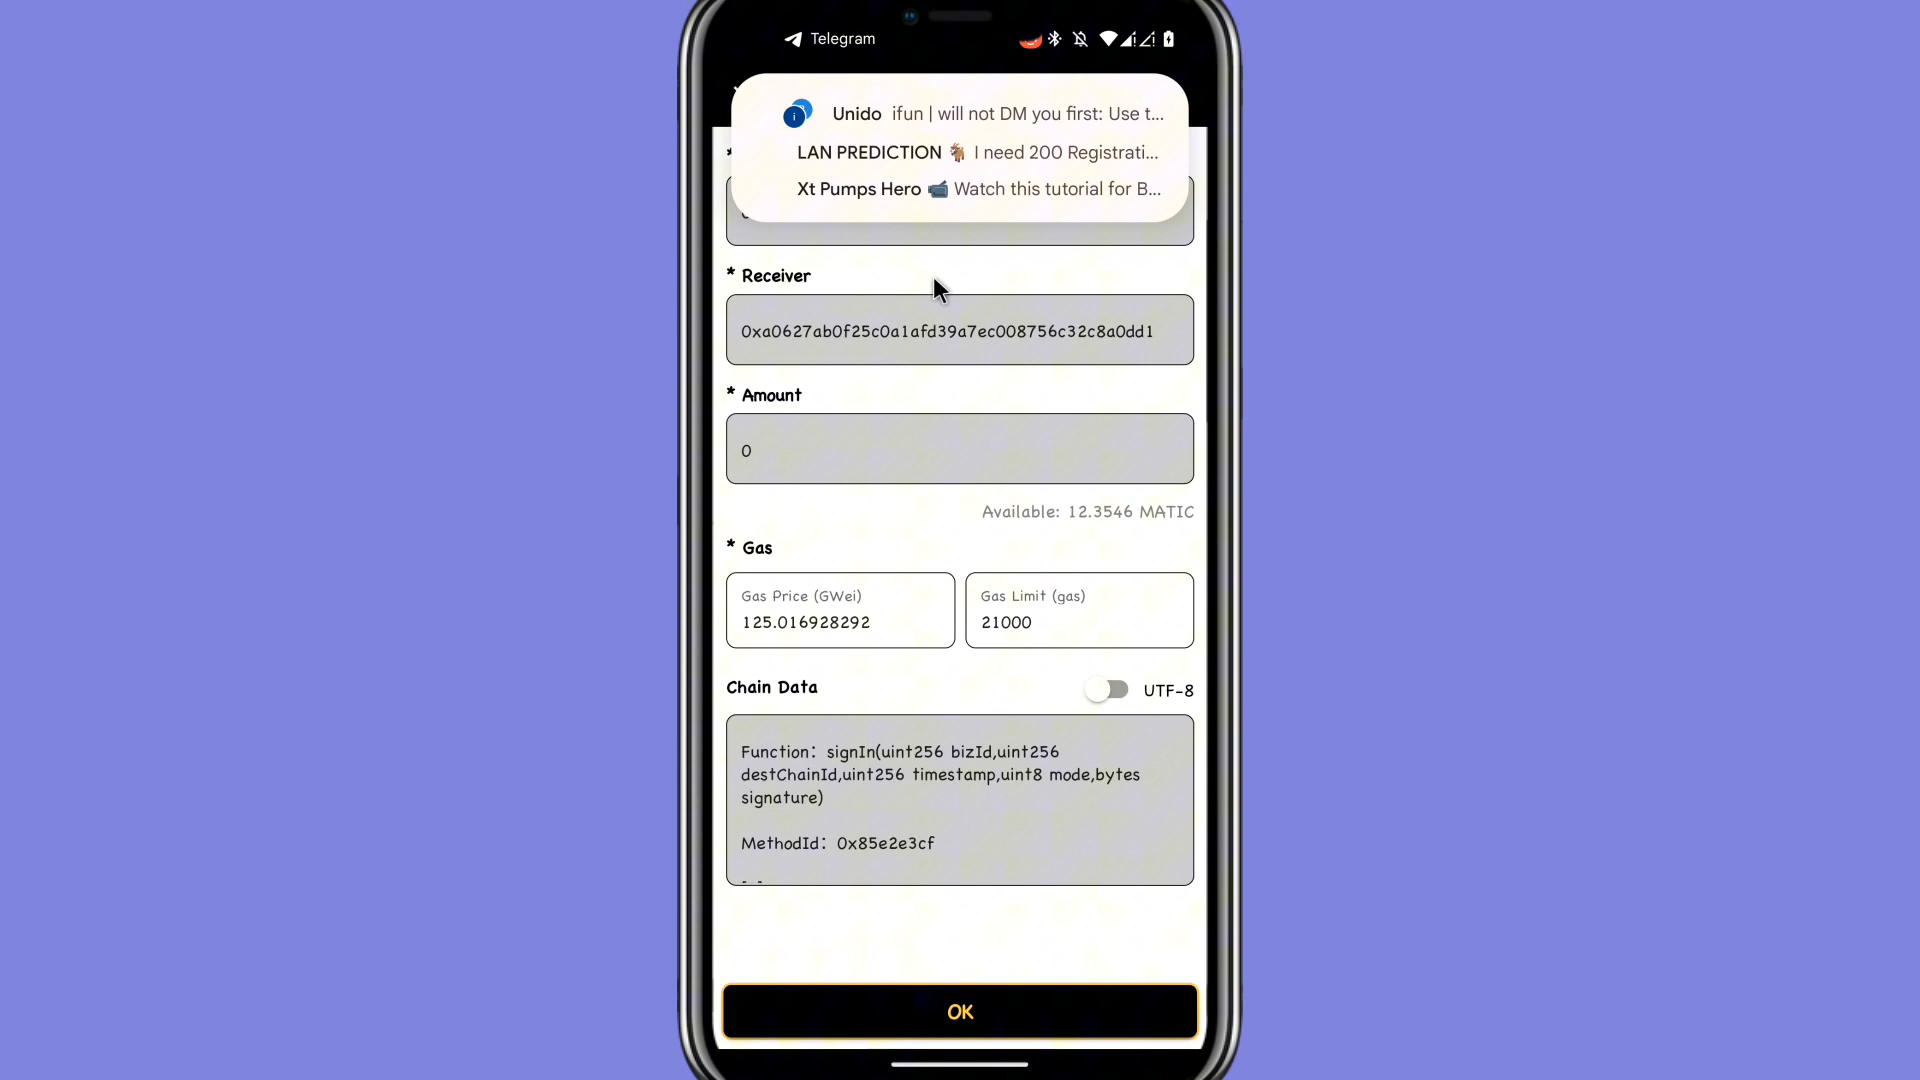 Telegram
Unido ifun | will not DM you first: Use t...
LAN PREDICTION 🐐 I need 200 Registrati...
Xt Pumps Hero 📹 Watch this tutorial for B...
*
* Receiver
0xa0627ab0f25c0a1afd39a7ec008756c32c8a0dd1
* Amount
0
Available: 12.3546 MATIC
* Gas
Gas Price (GWei)
125.016928292
Gas Limit (gas)
21000
Chain Data
UTF-8
Function: signIn(uint256 bizId,uint256
destChainId,uint256 timestamp,uint8 mode,bytes
signature)
MethodId: 0x85e2e3cf
OK